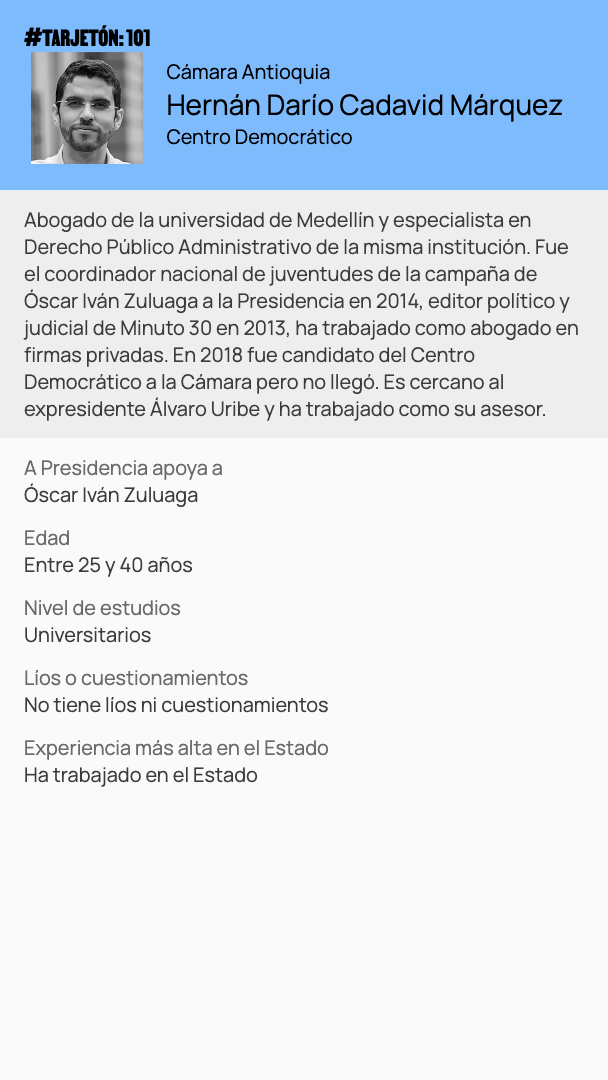 #TARJETÓN: 101
Cámara Antioquia
Hernán Darío Cadavid Márquez
Centro Democrático
Abogado de la universidad de Medellín y especialista en
Derecho Público Administrativo de la misma institución. Fue
el coordinador nacional de juventudes de la campaña de
Óscar Iván Zuluaga a la Presidencia en 2014, editor político y
judicial de Minuto 30 en 2013, ha trabajado como abogado en
firmas privadas. En 2018 fue candidato del Centro
Democrático a la Cámara pero no llegó. Es cercano al
expresidente Álvaro Uribe y ha trabajado como su asesor.
A Presidencia apoya a
Óscar Iván Zuluaga
Edad
Entre 25 y 40 años
Nivel de estudios
Universitarios
Líos o cuestionamientos
No tiene líos ni cuestionamientos
Experiencia más alta en el Estado
Ha trabajado en el Estado